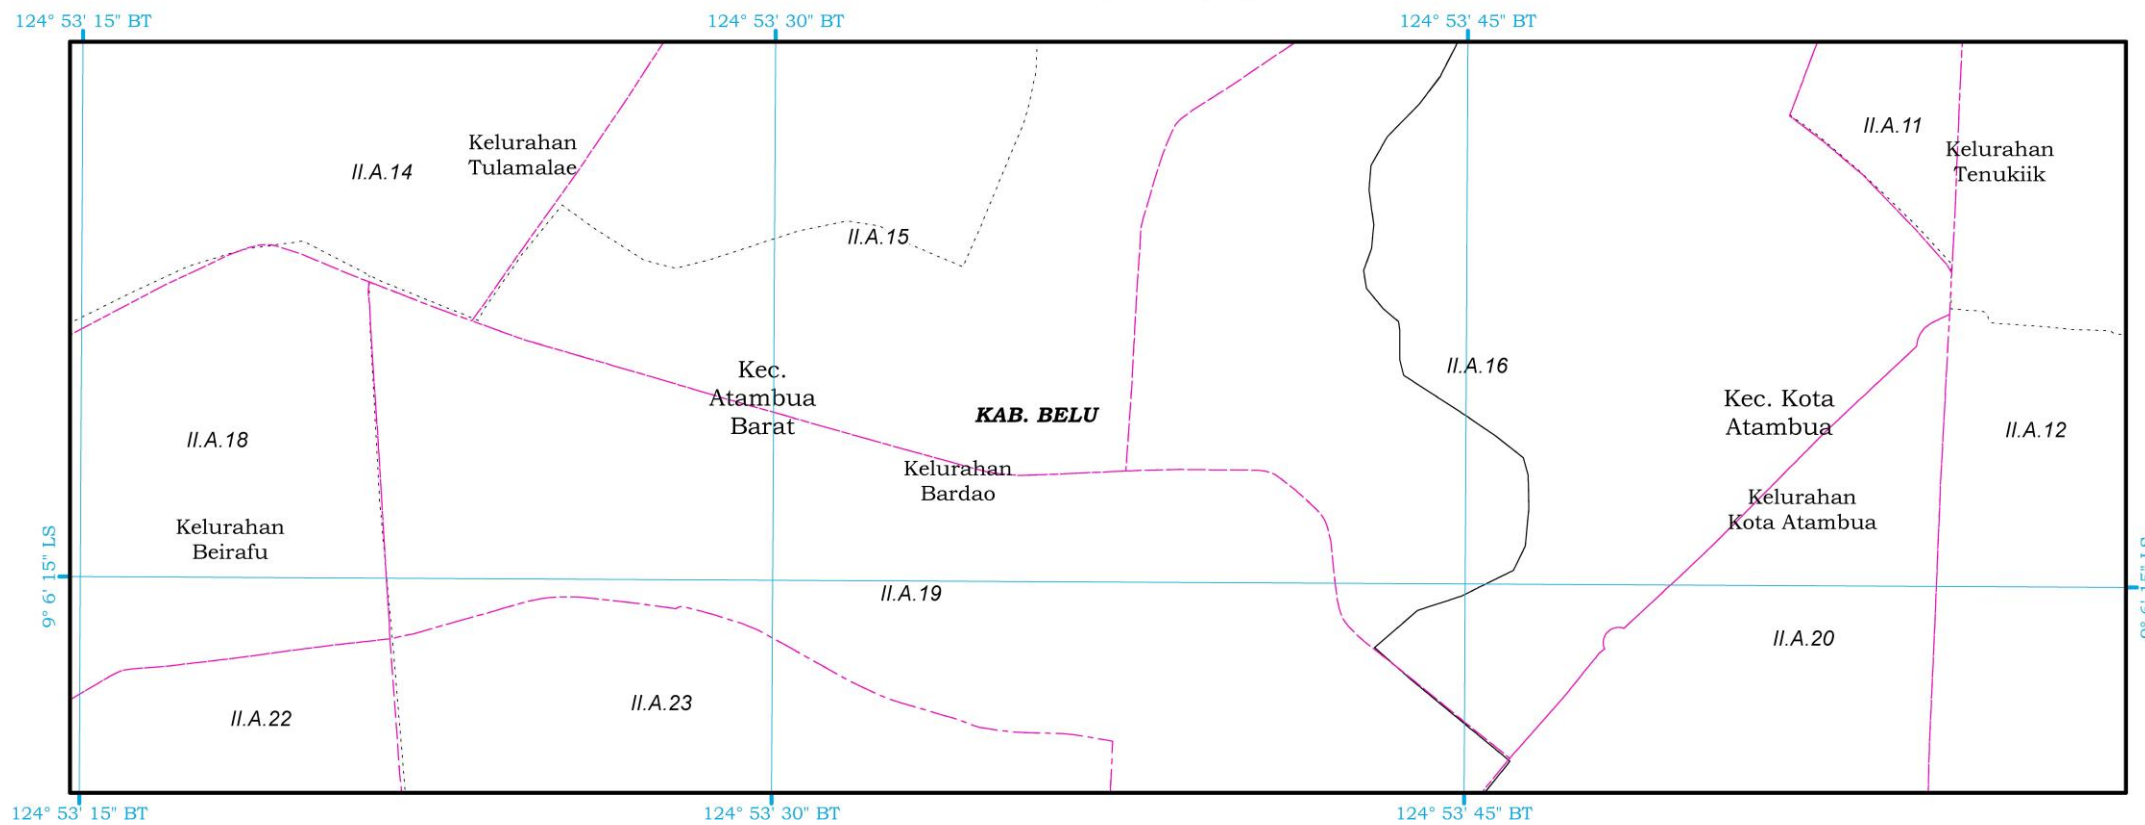 124° 53' 15" BT
124° 53' 30" BT
124° 53' 45" BT
II.A.11
Kelurahan
Tulamalae
Kelurahan
Tenukiik
II.A.14
II.A.15
II.A.16
Kec.
Atambua
Barat
KAB. BELU
Kec. Kota
Atambua
II.A.12
II.A.18
Kelurahan
Bardao
Kelurahan
Kota Atambua
Kelurahan
Beirafu
9° 6' 15" LS
II.A.19
II.A.20
II.A.23
II.A.22
124° 53' 15" BT
124° 53' 30" BT
124° 53' 45" BT